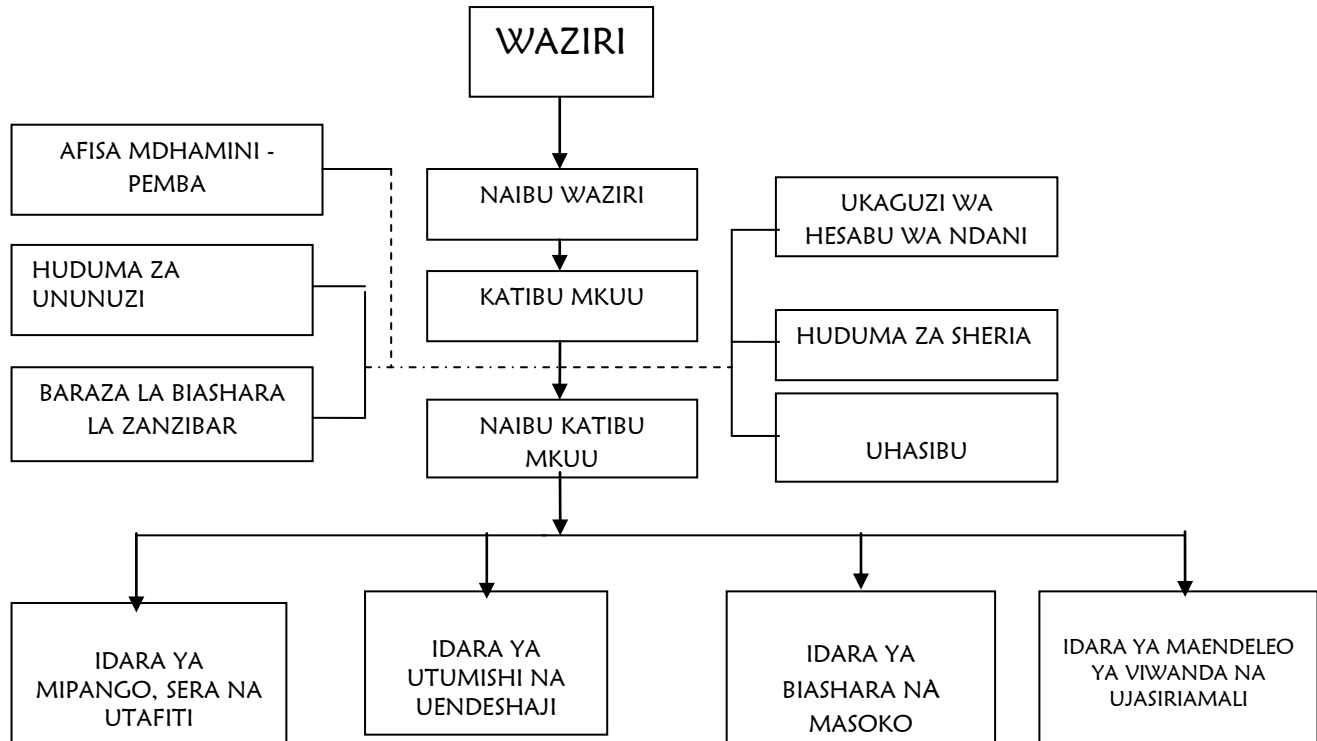 WAZIRI
AFISA MDHAMINI -
PEMBA
NAIBU WAZIRI
UKAGUZI WA
HESABU WA NDANI
HUDUMA ZA
UNUNUZI
KATIBU MKUU
HUDUMA ZA SHERIA
BARAZA LA BIASHARA
LA ZANZIBAR
NAIBU KATIBU
MKUU
UHASIBU
IDARA YA
MIPANGO, SERA NA
UTAFITI
IDARA YA
UTUMISHI NA
UENDESHAJI
IDARA YA
BIASHARA NA
MASOKO
IDARA YA MAENDELEO
YA VIWANDA NA
UJASIRIAMALI